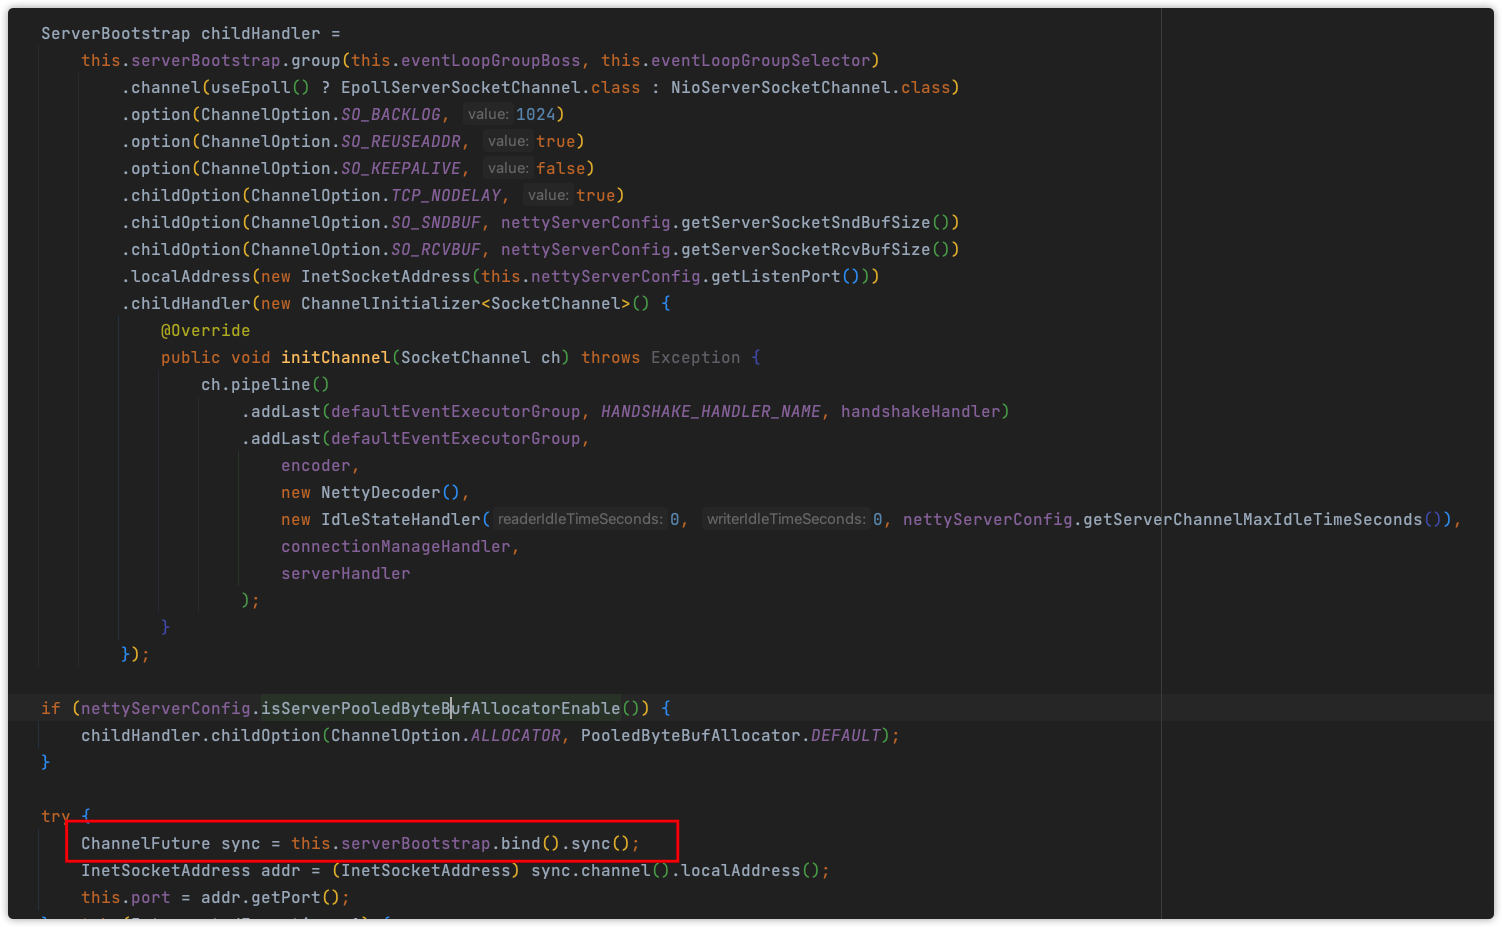 ServerBootstrap childHandler =
this.serverBootstrap.group(this.eventLoopGroupBoss, this.eventLoopGroupSelector)
.channel(useEpoll() ? EpollServerSocketChannel.class : NioServerSocketChannel.class)
.option(ChannelOption.SO_BACKLOG, value: 1024)
.option(ChannelOption.SO_REUSEADDR, value: true)
.option(ChannelOption.SO_KEEPALIVE, value: false)
.childOption(ChannelOption.TCP_NODELAY, value: true)
.childOption(ChannelOption.SO_SNDBUF, nettyServerConfig.getServerSocketSndBufSize())
.childOption(ChannelOption.SO_RCVBUF, nettyServerConfig.getServerSocketRcvBufSize())
.localAddress(new InetSocketAddress(this.nettyServerConfig.getListenPort()))
.childHandler(new ChannelInitializer<SocketChannel>() {
@Override
public void initChannel(SocketChannel ch) throws Exception {
ch.pipeline()
.addLast(defaultEventExecutorGroup, HANDSHAKE_HANDLER_NAME, handshakeHandler)
.addLast(defaultEventExecutorGroup,
encoder,
new NettyDecoder(),
new IdleStateHandler(readerIdleTimeSeconds: 0, writerIdleTimeSeconds: 0, nettyServerConfig.getServerChannelMaxIdleTimeSeconds()),
connectionManageHandler,
serverHandler
);
}
});
if (nettyServerConfig.isServerPooledByteBufAllocatorEnable()) {
childHandler.childOption(ChannelOption.ALLOCATOR, PooledByteBufAllocator.DEFAULT);
}
try {
ChannelFuture sync = this.serverBootstrap.bind().sync();
InetSocketAddress addr = (InetSocketAddress) sync.channel().localAddress();
this.port = addr.getPort();